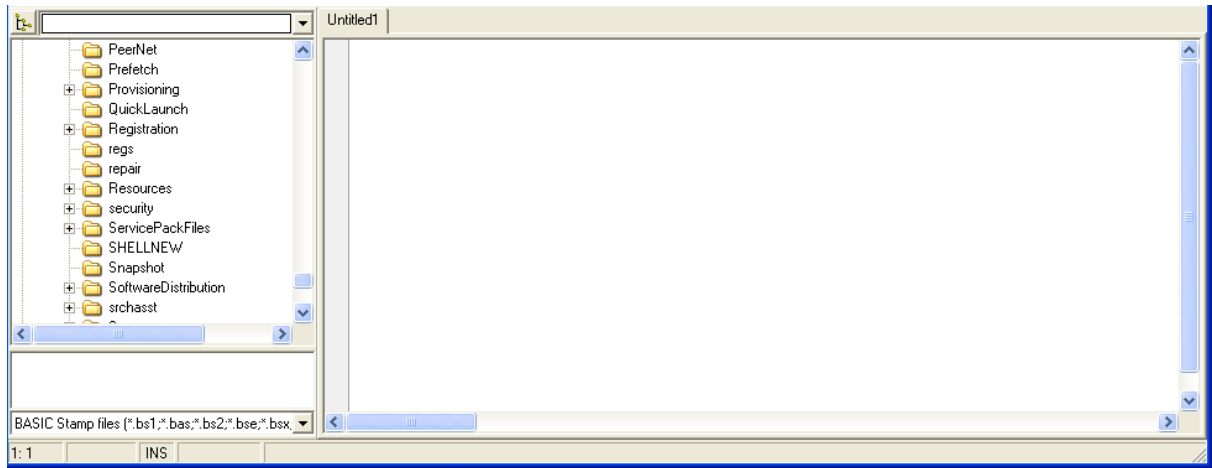 Untitled1
PeerNet
Prefetch
Provisioning
QuickLaunch
Registration
regs
repair
Resources
security
ServicePackFiles
SHELLNEW
Snapshot
SoftwareDistribution
srchasst
BASIC Stamp files (*.bs1;*.bas;*.bs2;*.bse;*.bsx,
1: 1 INS